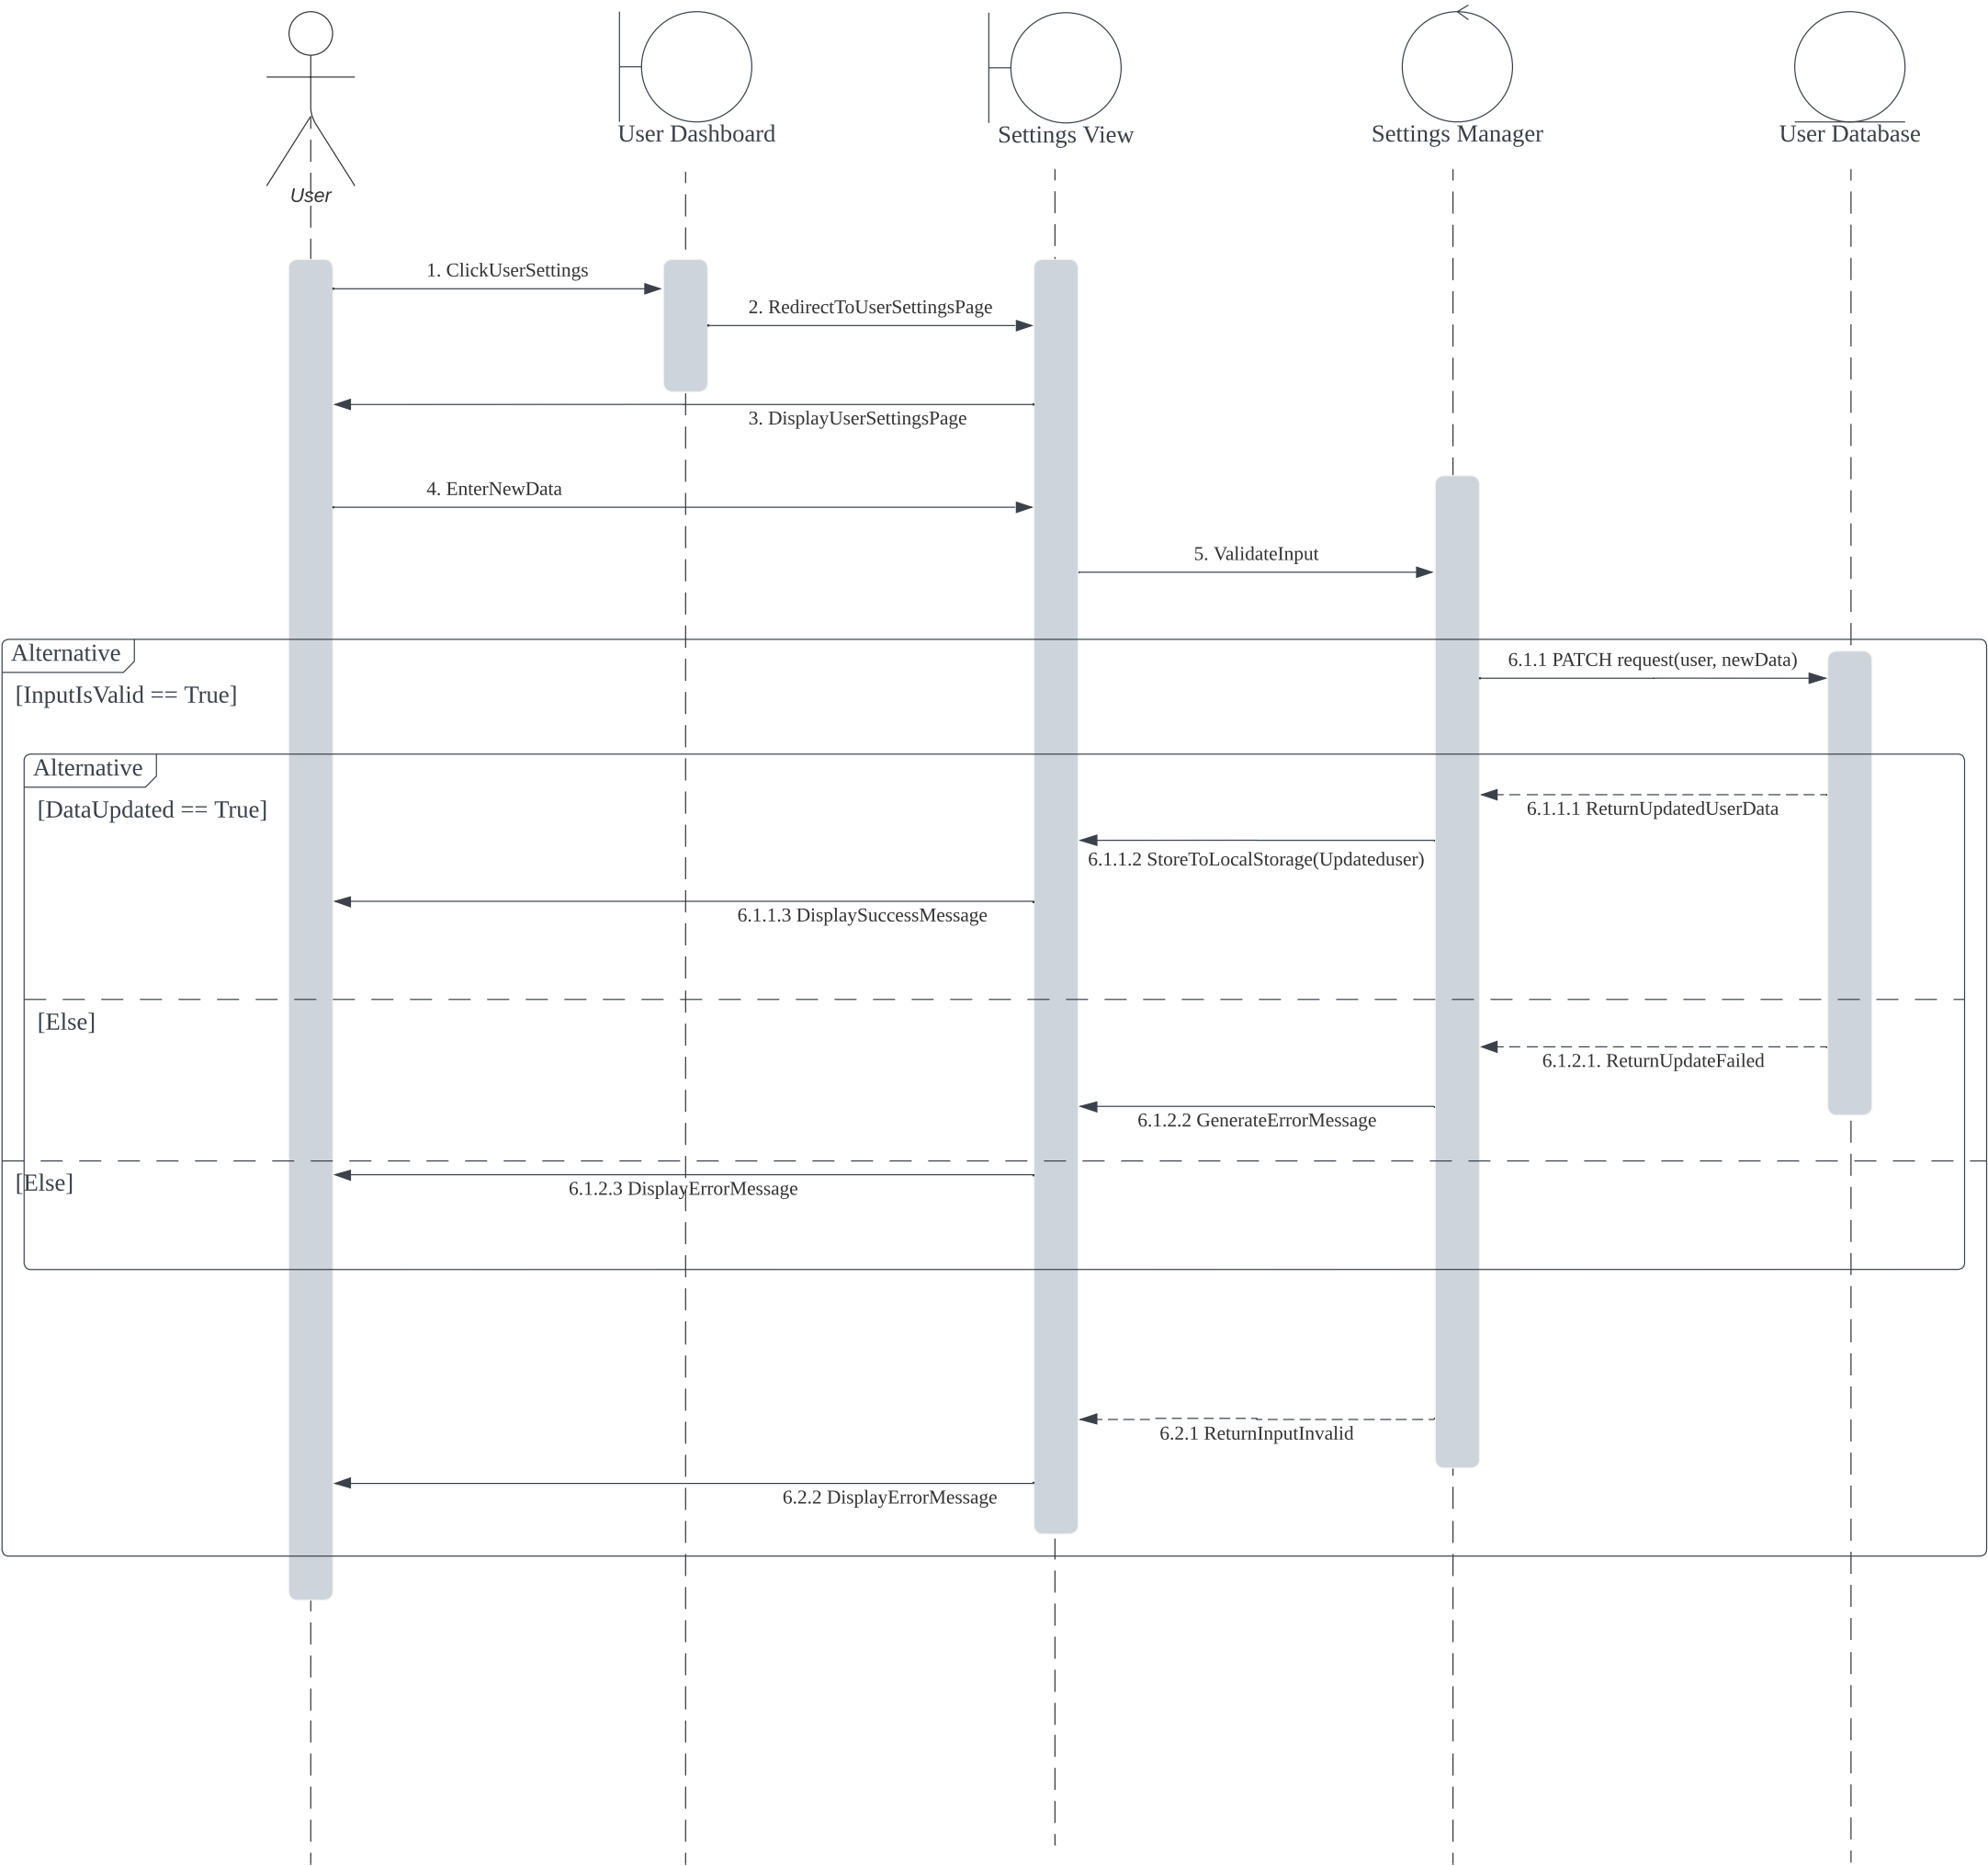 User Dashboard
Settings View
Settings Manager
User Database
User
1. ClickUserSettings
2. RedirectToUserSettingsPage
3. DisplayUserSettingsPage
4. EnterNewData
5. ValidateInput
Alternative
6.1.1 PATCH request(user, newData)
[InputIsValid == True]
Alternative
[DataUpdated == True]
6.1.1.1 ReturnUpdatedUserData
6.1.1.2 StoreToLocalStorage(Updateduser)
6.1.1.3 DisplaySuccessMessage
[Else]
6.1.2.1. ReturnUpdateFailed
6.1.2.2 GenerateErrorMessage
[Else]
6.1.2.3 DisplayErrorMessage
6.2.1 ReturnInputInvalid
6.2.2 DisplayErrorMessage